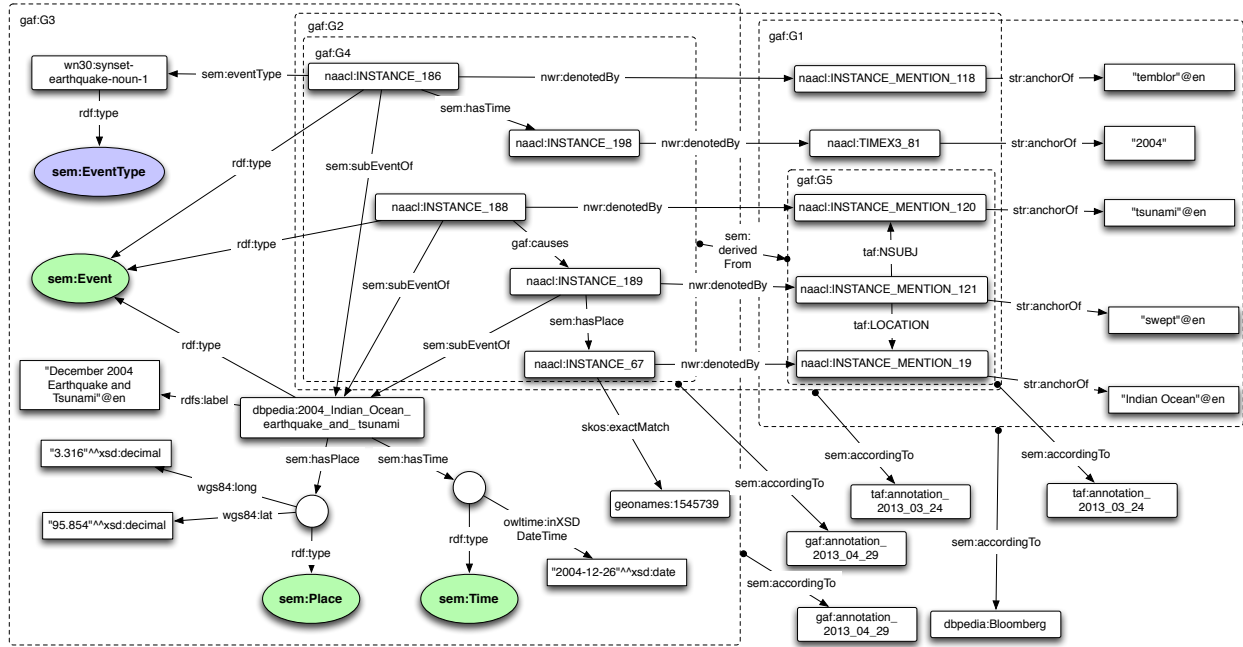 gaf:G3
gaf:G2
gaf:G1
gaf:G4
wn30:synset-
earthquake-noun-1
sem:eventType
naacl:INSTANCE_186
nwr:denotedBy
naacl:INSTANCE_MENTION_118
str:anchorOf
"temblor"@en
rdf:type
sem:hasTime
sem:EventType
rdf:type
sem:subEventOf
naacl:INSTANCE_198
nwr:denotedBy
naacl:TIMEX3_81
str:anchorOf
"2004"
gaf:G5
naacl:INSTANCE_188
nwr:denotedBy
naacl:INSTANCE_MENTION_120
str:anchorOf
"tsunami"@en
rdf:type
gaf:causes
sem:
derived
From
taf:NSUBJ
sem:Event
sem:subEventOf
naacl:INSTANCE_189
nwr:denotedBy
naacl:INSTANCE_MENTION_121
str:anchorOf
"swept"@en
sem:hasPlace
taf:LOCATION
rdf:type
sem:subEventOf
naacl:INSTANCE_67
nwr:denotedBy
naacl:INSTANCE_MENTION_19
str:anchorOf
"Indian Ocean"@en
"December 2004
Earthquake and
Tsunami"@en
rdfs:label
dbpedia:2004_Indian_Ocean_
earthquake_and_ tsunami
skos:exactMatch
"3.316"^^xsd:decimal
sem:hasPlace
sem:hasTime
sem:accordingTo
sem:accordingTo
sem:accordingTo
wgs84:long
"95.854"^^xsd:decimal
wgs84:lat
geonames:1545739
taf:annotation_
2013_03_24
taf:annotation_
2013_03_24
owltime:inXSD
DateTime
rdf:type
rdf:type
gaf:annotation_
2013_04_29
sem:accordingTo
"2004-12-26"^^xsd:date
sem:accordingTo
sem:Place
sem:Time
gaf:annotation_
2013_04_29
dbpedia:Bloomberg